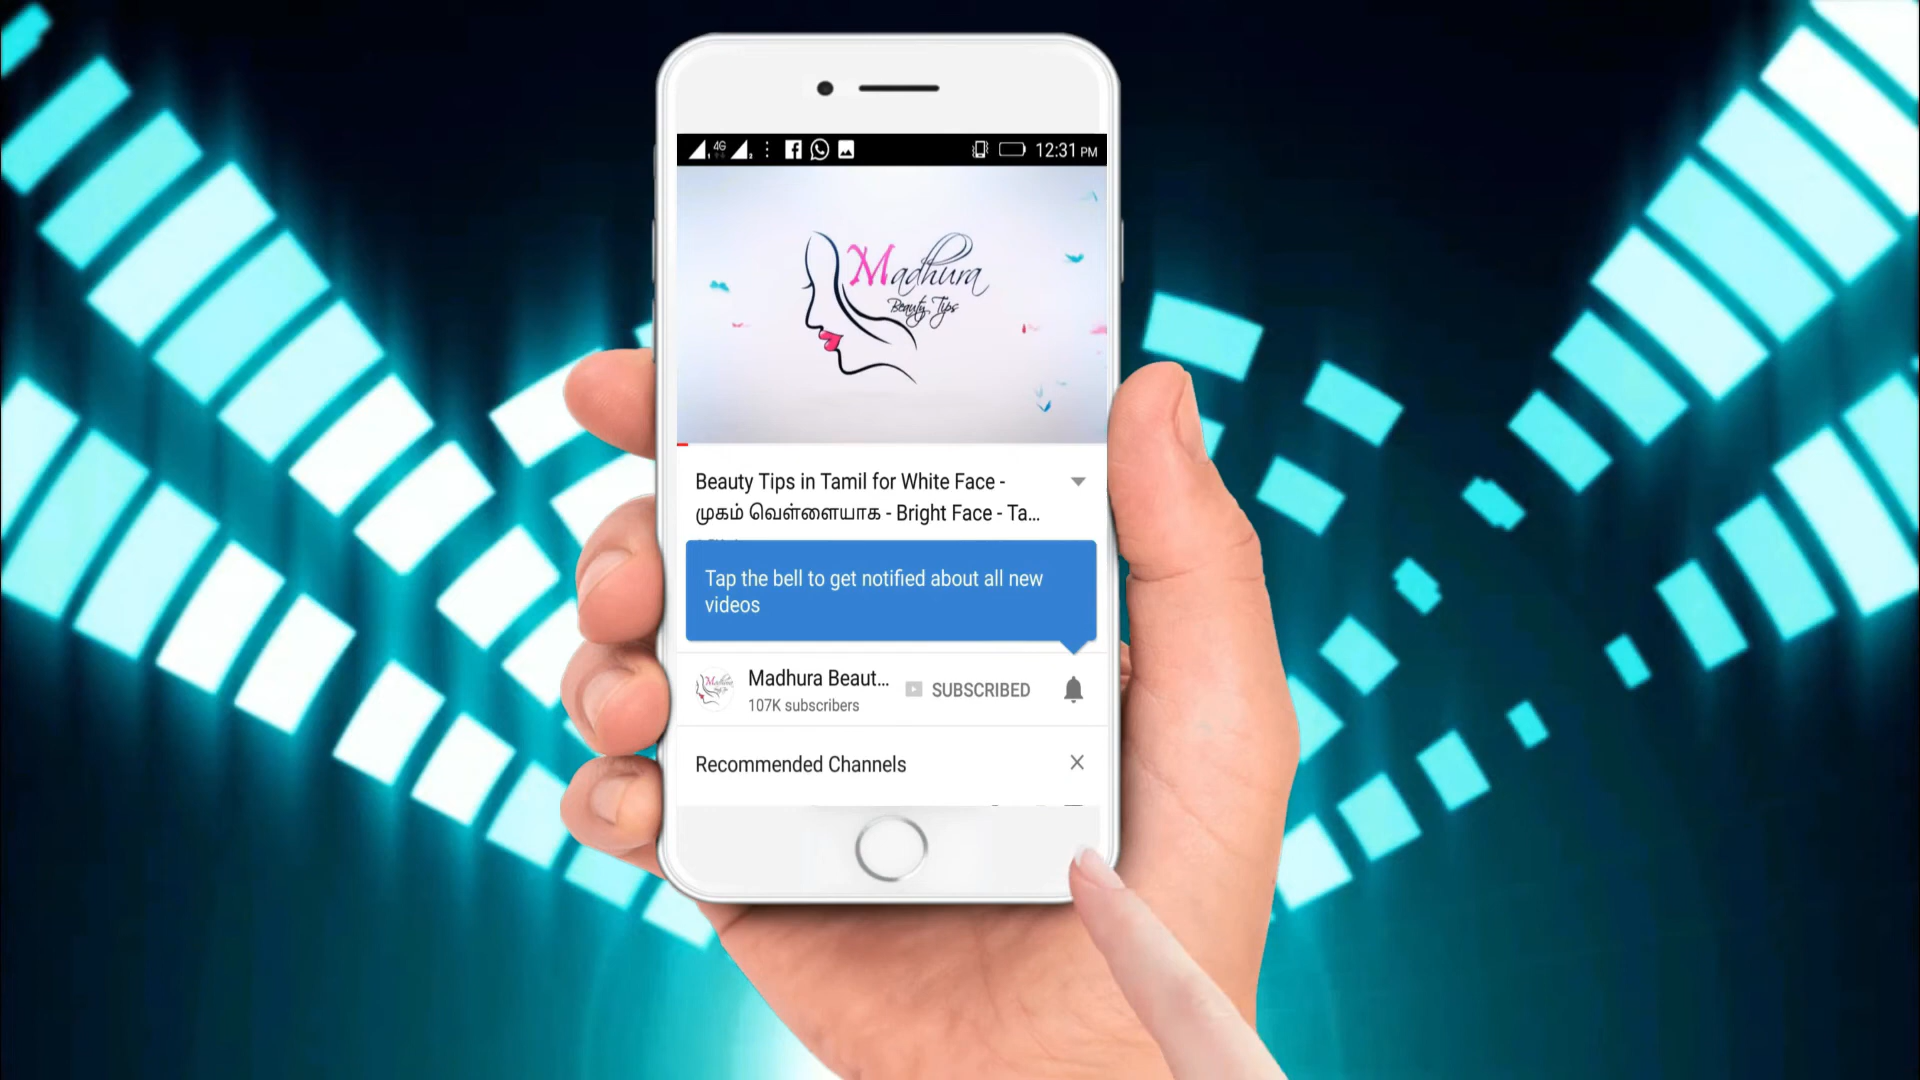 4G
12:31 PM
Madhura
Beauty Tips
Beauty Tips in Tamil for White Face -
முகம் வெள்ளையாக - Bright Face - Ta...
Tap the bell to get notified about all new
videos
Madhura Beaut...
SUBSCRIBED
107K subscribers
Recommended Channels